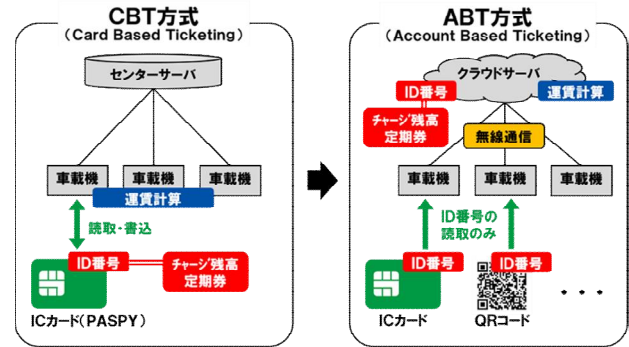 CBT方式
(Card Based Ticketing)
センターサーバ
車載機
車載機
車載機
運賃計算
読取・書込
ID番号
ﾁｬｰｼﾞ残高
定期券
ICカード(PASPY)
ABT方式
(Account Based Ticketing)
クラウドサーバ
ID番号
運賃計算
ﾁｬｰｼﾞ残高
定期券
無線通信
車載機
車載機
車載機
ID番号の
読取のみ
ID番号
ID番号
ICカード
QRコード
・・・